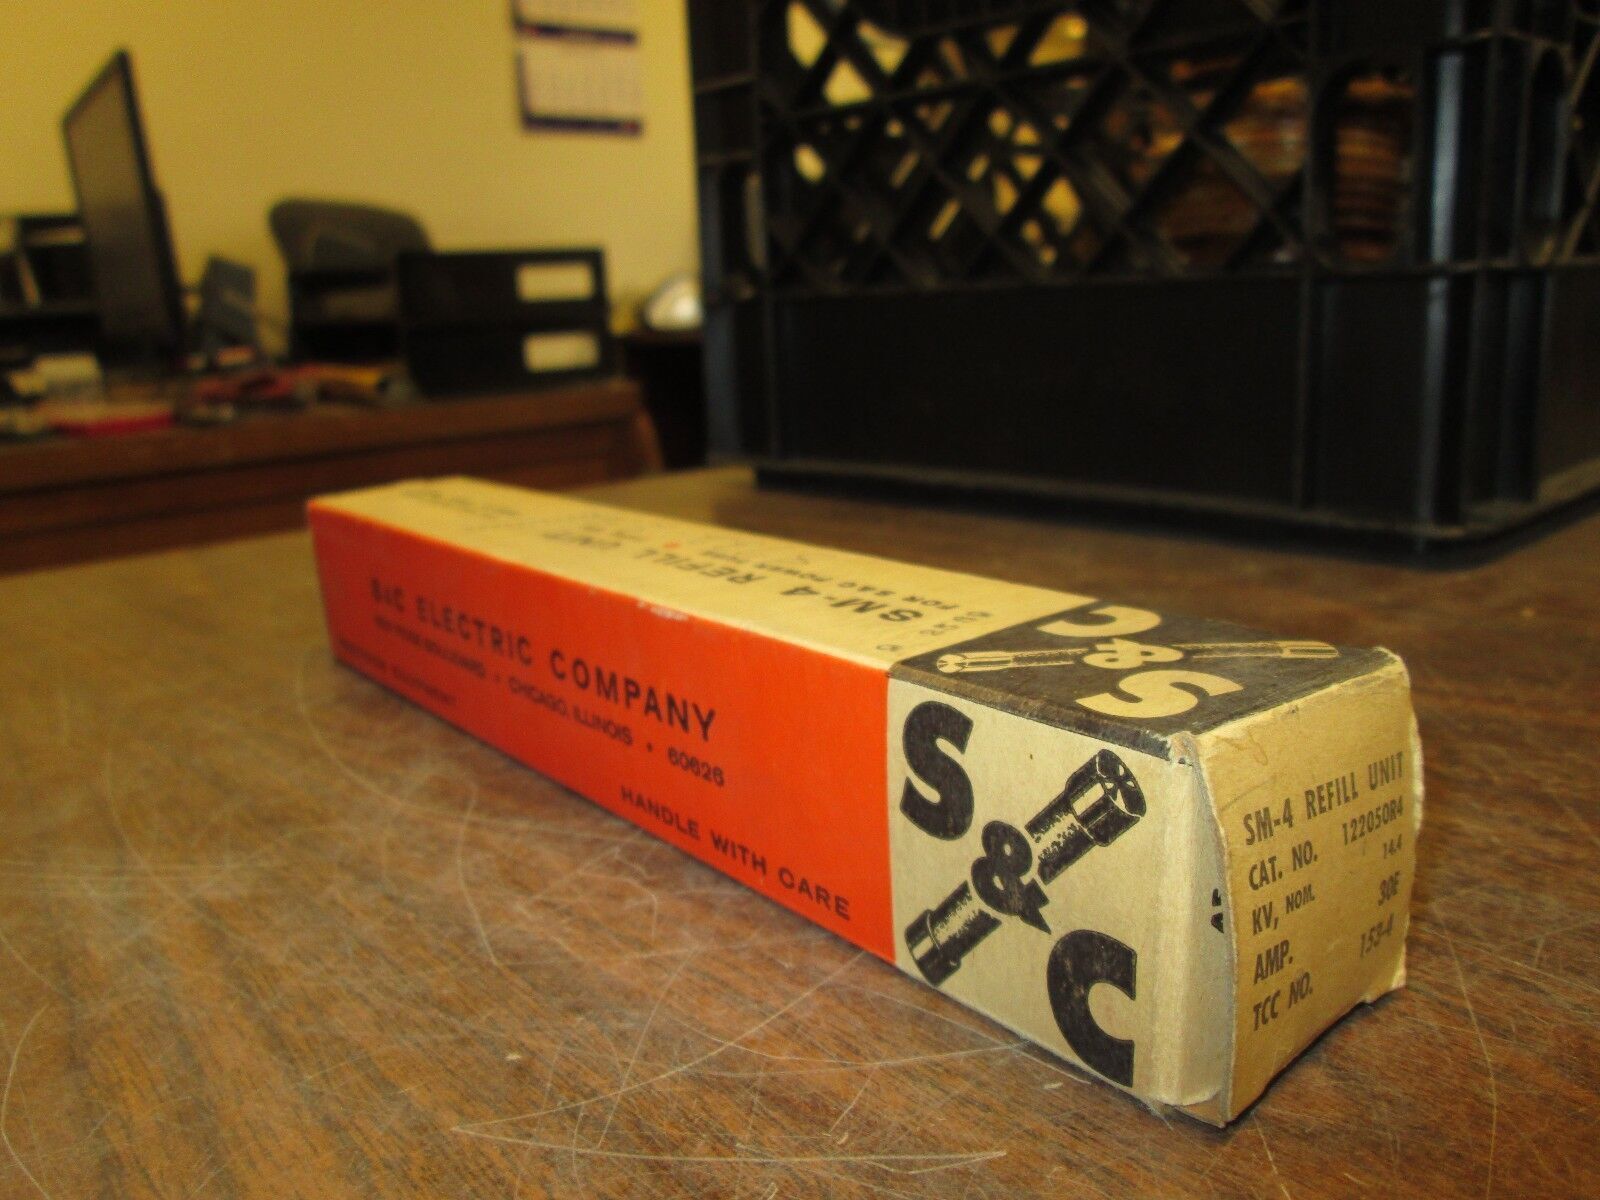 S&C ELECTRIC COMPANY
CHICAGO, ILLINOIS • 60626
HANDLE WITH CARE
SM-4 REFILL UNIT
FOR S&C POWER
S&C
S&C
SM-4 REFILL UNIT
CAT. NO. 122050R4
KV, NOM. 14.4
AMP. 30E
TCC NO. 153-4